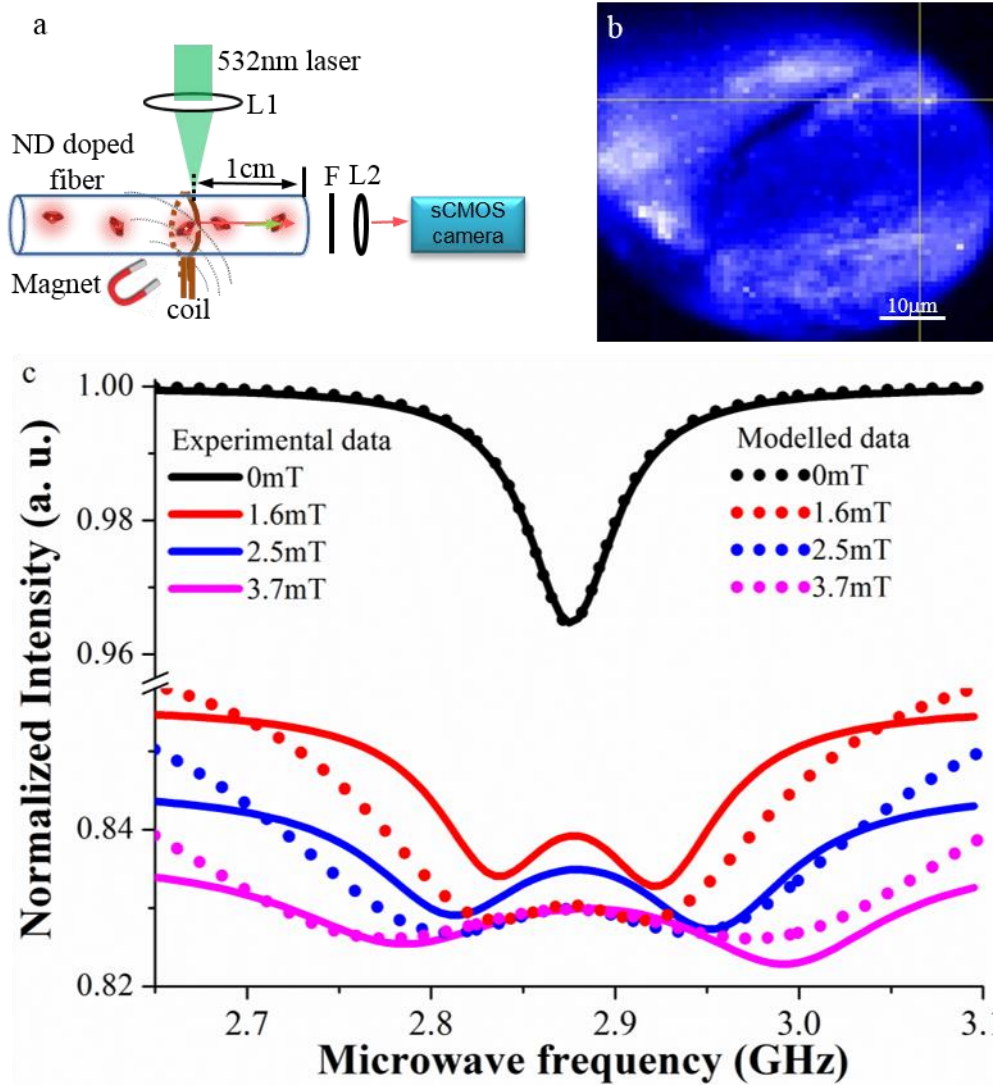 a
532nm laser
L1
ND doped
fiber
1cm
F
L2
sCMOS
camera
Magnet
coil
b
10μm
c
1.00
0.98
0.96
0.84
0.82
Normalized Intensity (a. u.)
Experimental data
0mT
1.6mT
2.5mT
3.7mT
Modelled data
0mT
1.6mT
2.5mT
3.7mT
2.7
2.8
2.9
3.0
3.1
Microwave frequency (GHz)